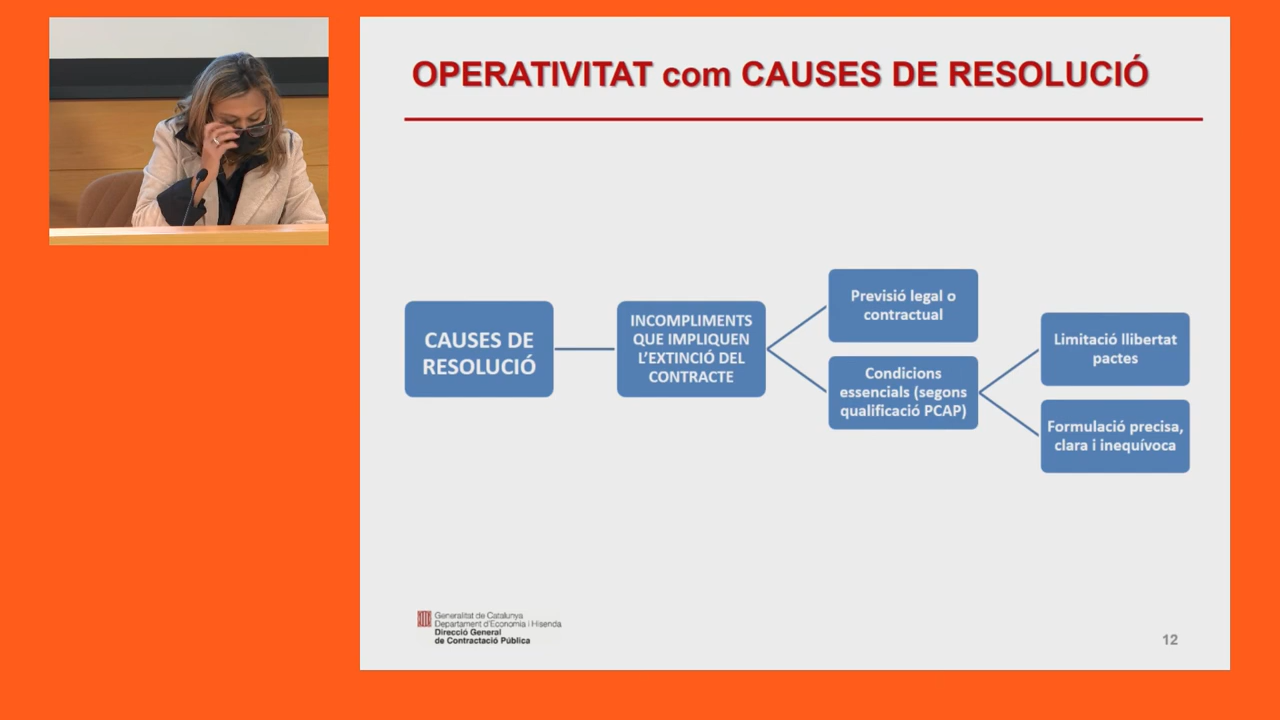 OPERATIVITAT com CAUSES DE RESOLUCIÓ
CAUSES DE
RESOLUCIÓ
INCOMPLIMENTS
QUE IMPLIQUEN
L'EXTINCIÓ DEL
CONTRACTE
Previsió legal o
contractual
Condicions
essencials (segons
qualificació PCAP)
Limitació llibertat
pactes
Formulació precisa,
clara i inequívoca
Generalitat de Catalunya
Departament d'Economia i Hisenda
Direcció General
de Contractació Pública
12